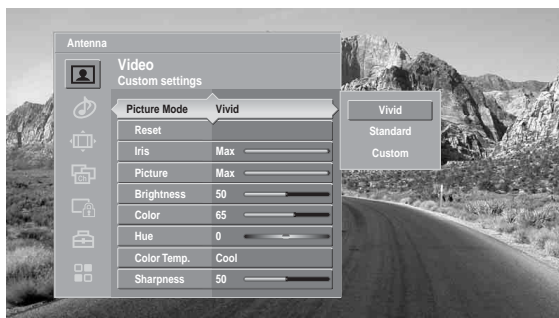 Antenna
Video
Custom settings
Picture Mode Vivid
Reset
Iris Max
Picture Max
Brightness 50
Color 65
Hue 0
Color Temp. Cool
Sharpness 50
Vivid
Standard
Custom
Ch